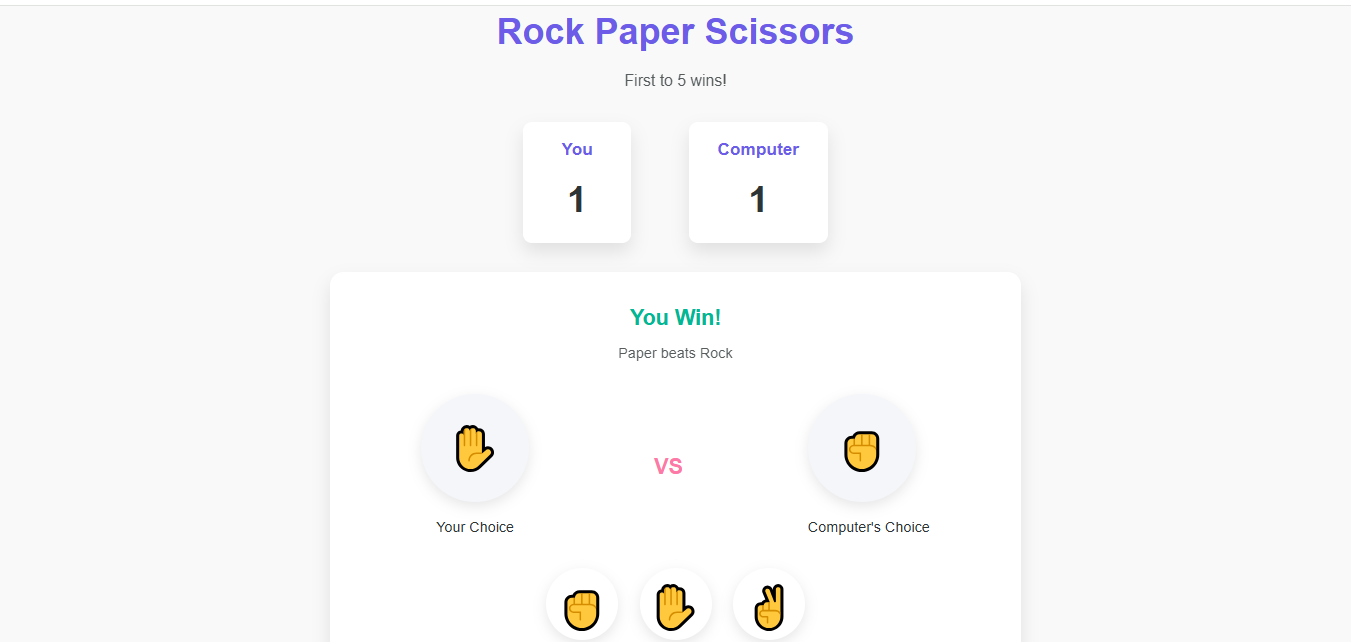 Rock Paper Scissors
First to 5 wins!
You
Computer
1
1
You Win!
Paper beats Rock
VS
Your Choice
Computer's Choice